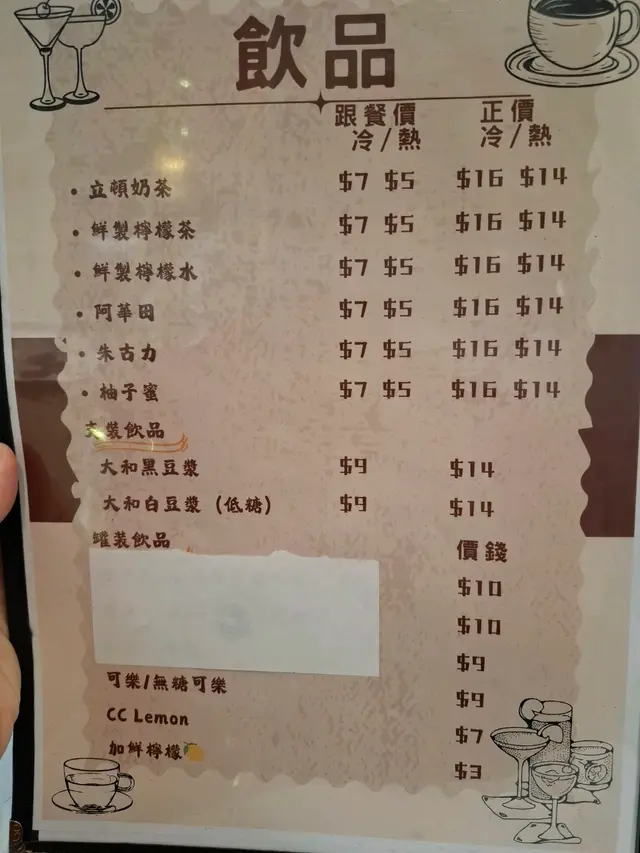 飲品
跟餐價 正價
冷/熱 冷/熱
• 立頓奶茶 $7 $5 $16 $14
• 鮮製檸檬茶 $7 $5 $16 $14
• 鮮製檸檬水 $7 $5 $16 $14
• 阿華田 $7 $5 $16 $14
• 朱古力 $7 $5 $16 $14
• 柚子蜜 $7 $5 $16 $14
支裝飲品
大和黑豆漿 $9 $14
大和白豆漿 (低糖) $9 $14
罐裝飲品 價錢
$10
$10
$9
可樂/無糖可樂 $9
CC Lemon $7
加鮮檸檬🍋 $3